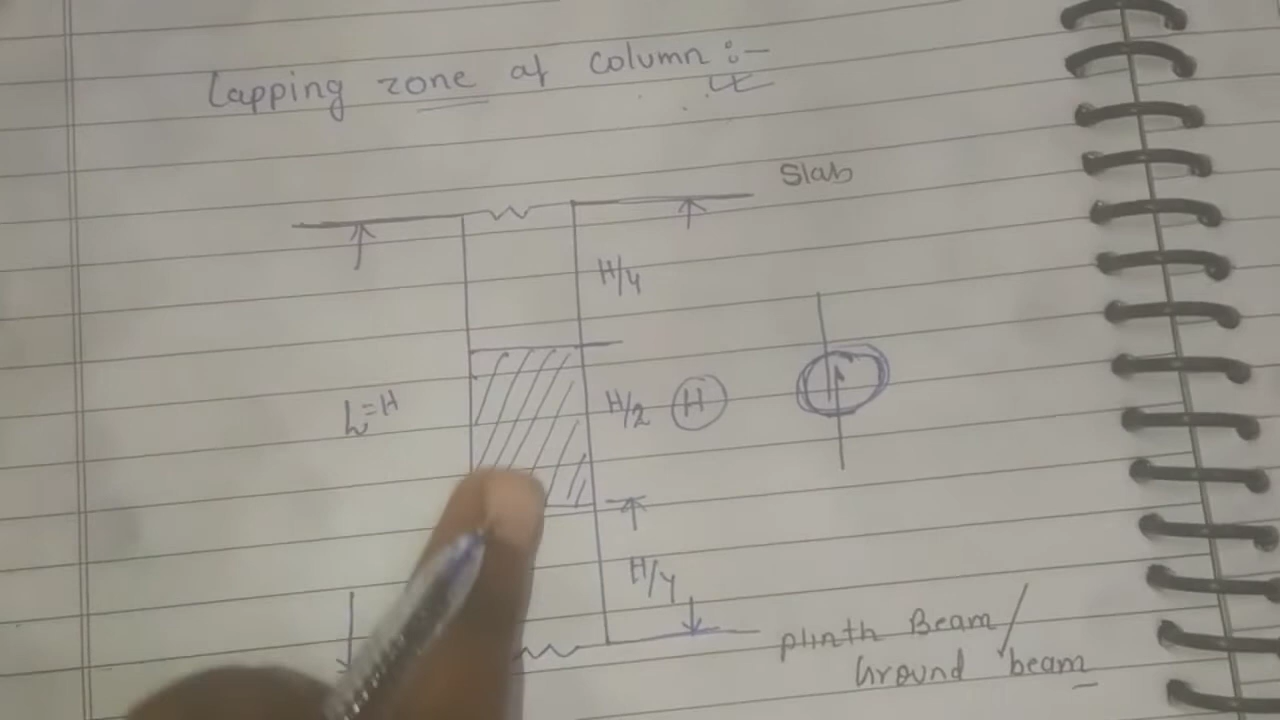 Lapping zone of column :-
Slab
H/4
L=H
H/2 H
H/4
plinth Beam/
Ground beam